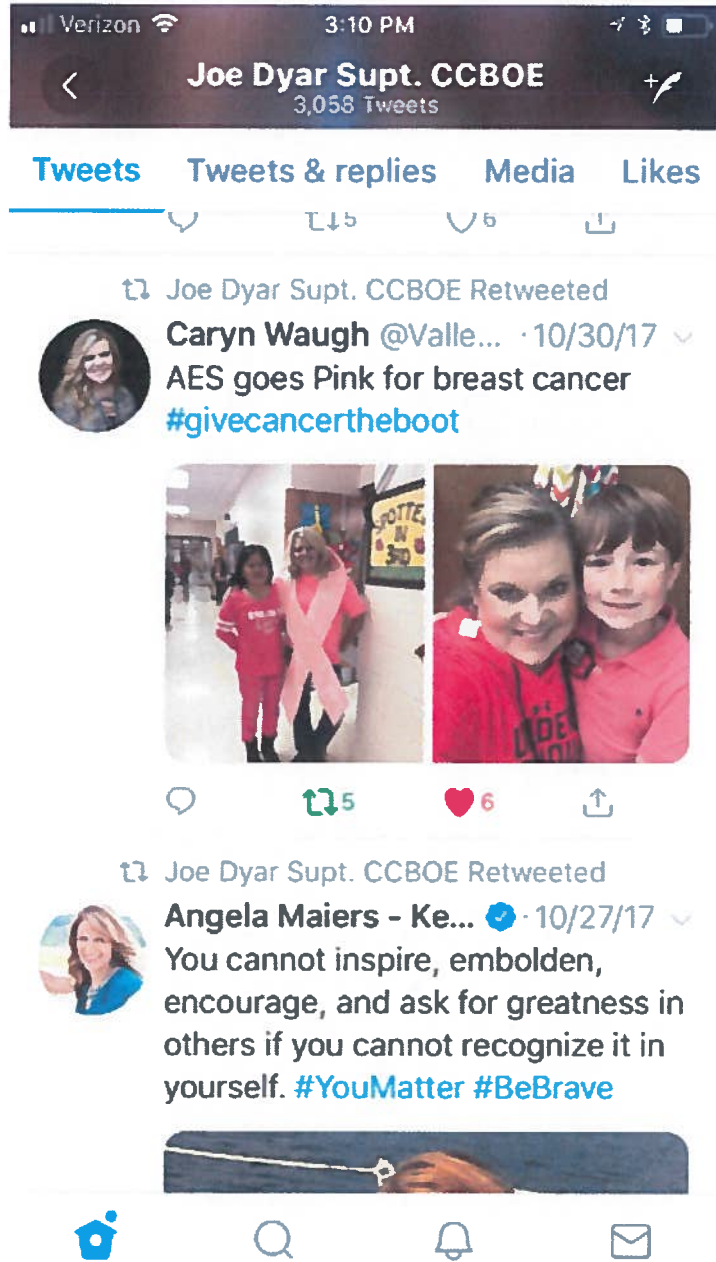 Verizon 3:10 PM
Joe Dyar Supt. CCBOE
3,058 Tweets
Tweets Tweets & replies Media Likes
5 6
Joe Dyar Supt. CCBOE Retweeted
Caryn Waugh @Valle... · 10/30/17
AES goes Pink for breast cancer
#givecancertheboot
SPOTTED
IN
3RD
5 6
Joe Dyar Supt. CCBOE Retweeted
Angela Maiers - Ke... · 10/27/17
You cannot inspire, embolden,
encourage, and ask for greatness in
others if you cannot recognize it in
yourself. #YouMatter #BeBrave